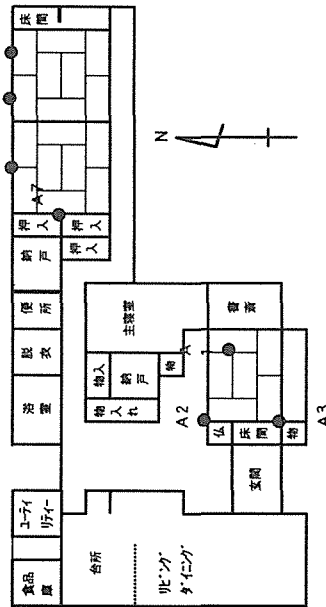 床間
A7
押入
押入
押入
納戸
便所
脱衣
浴室
ユーティ
リティー
食品
庫
N
主寝室
物入
納戸
物入れ
物
書斎
A1
A2
仏
床間
物
A3
玄関
台所
リビング
ダイニング